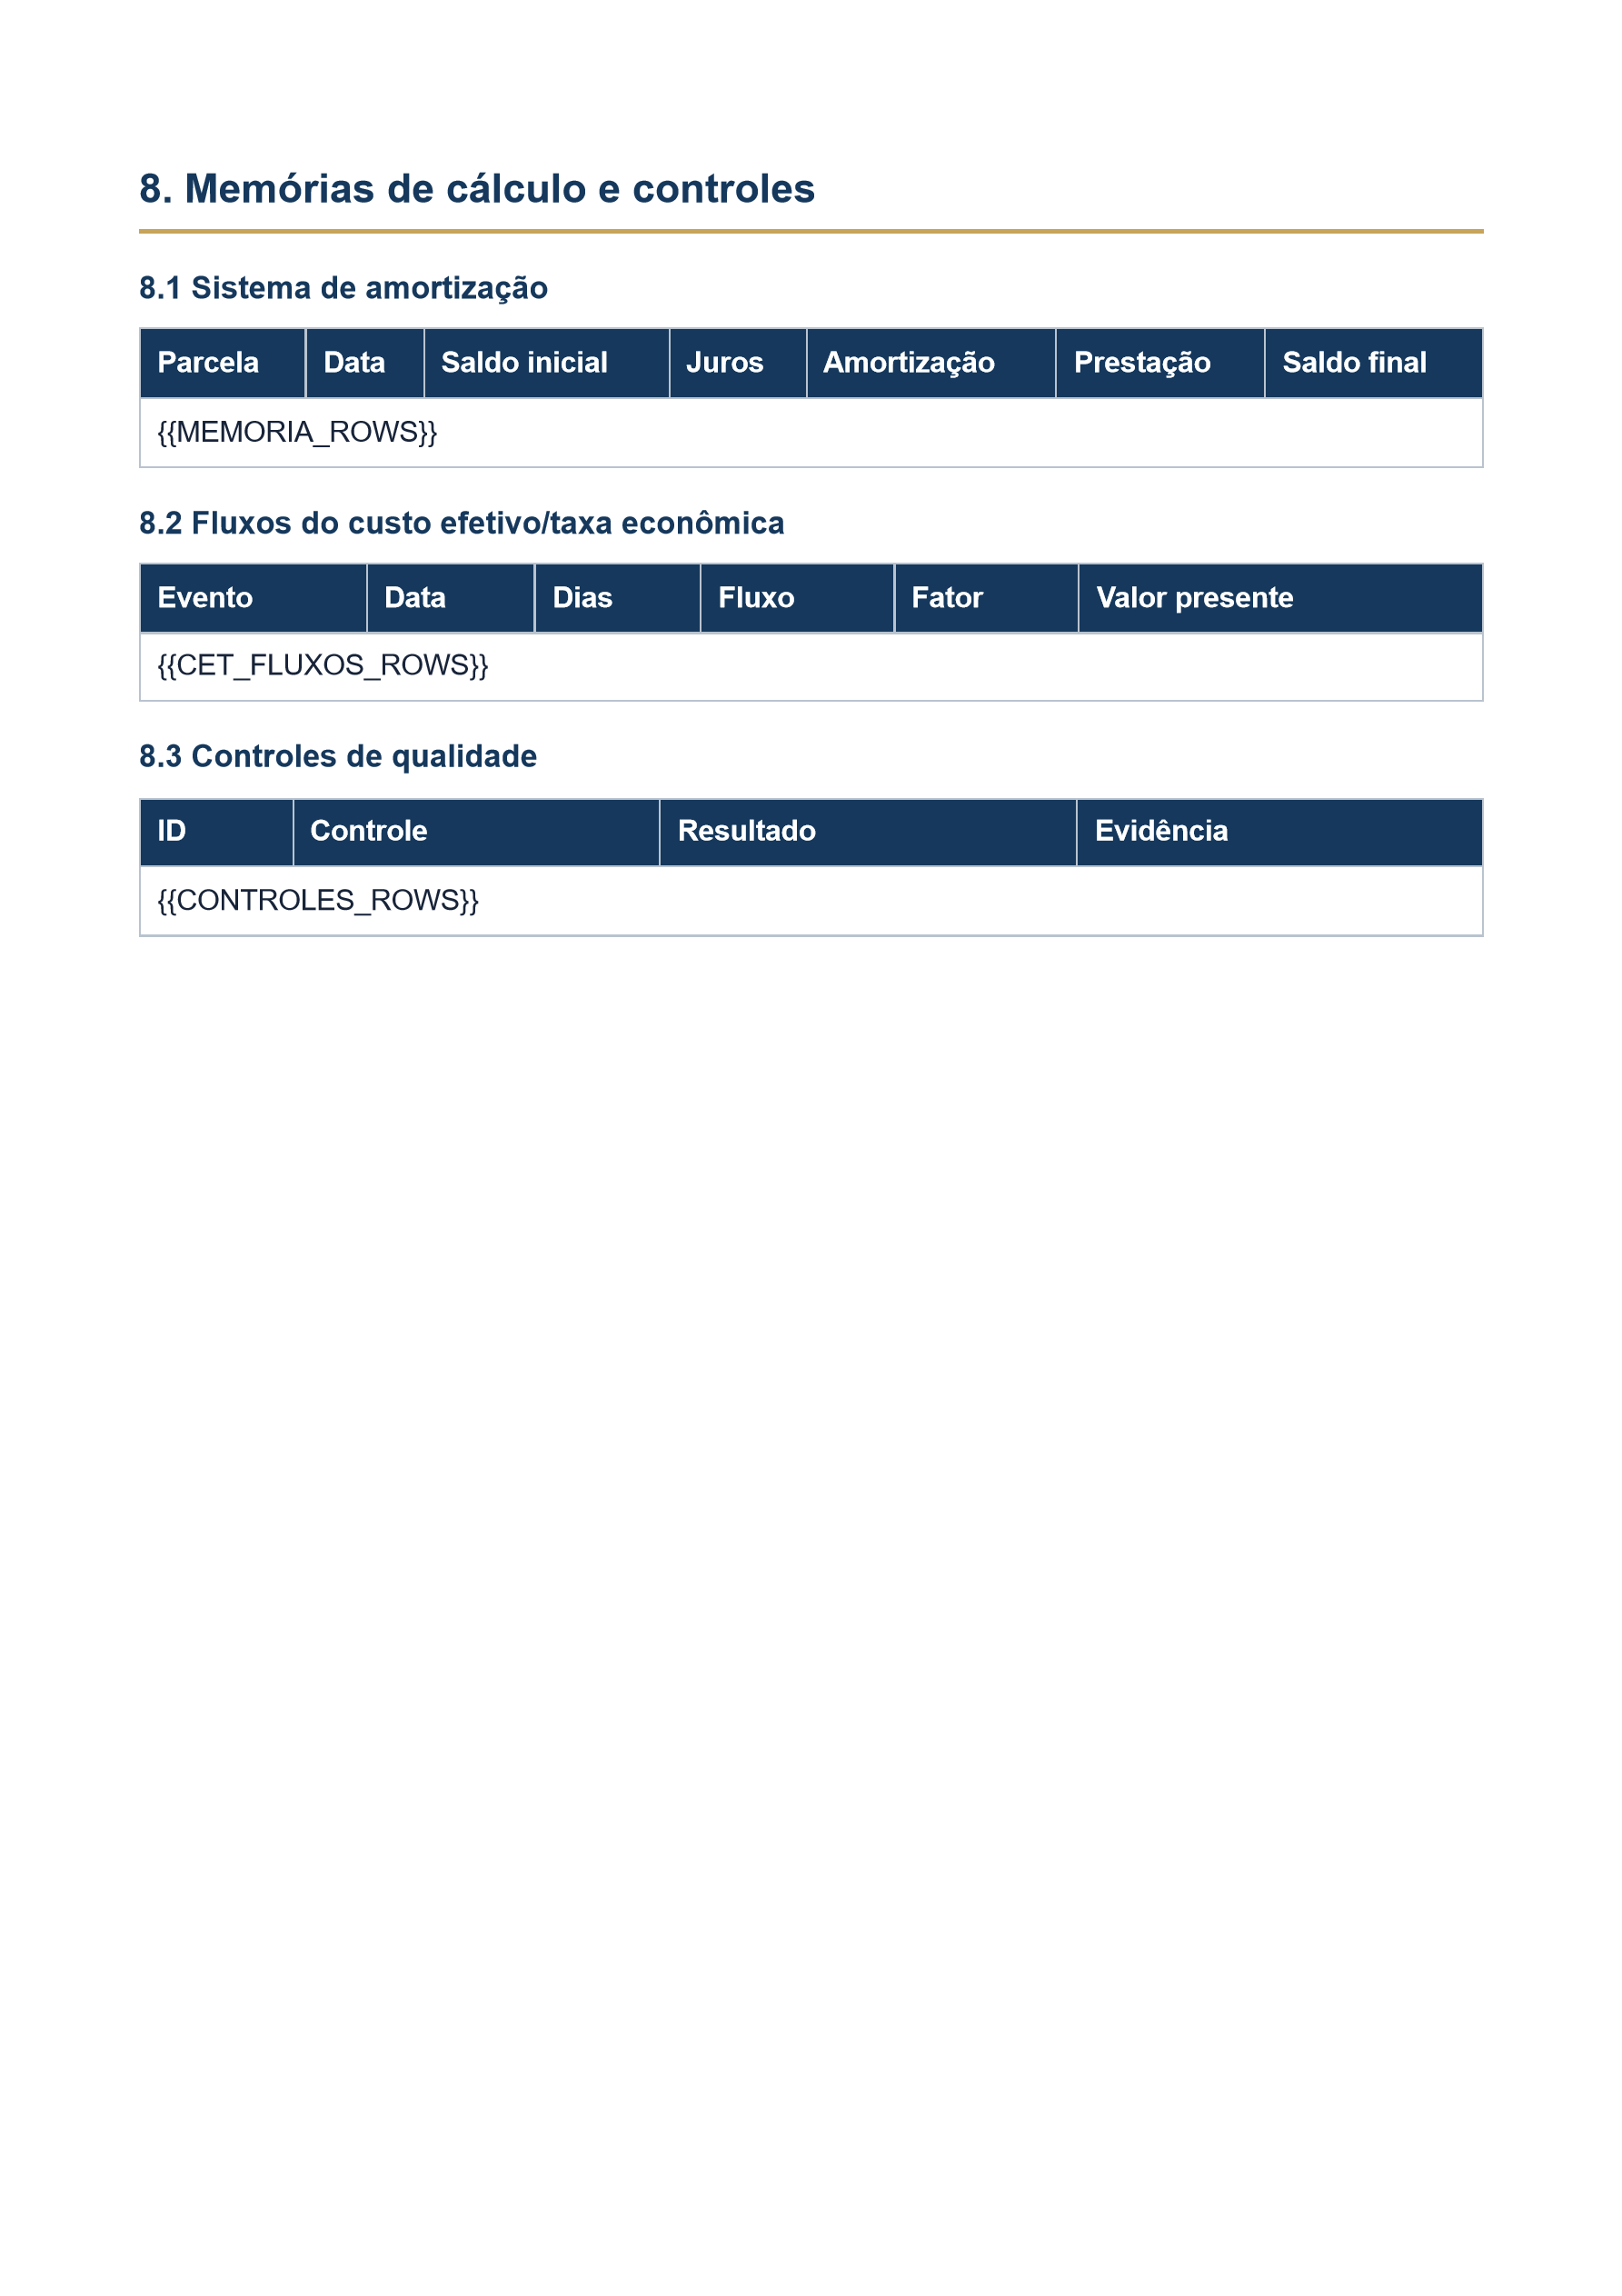 8. Memórias de cálculo e controles
8.1 Sistema de amortização
Parcela Data Saldo inicial Juros Amortização Prestação Saldo final
{{MEMORIA_ROWS}}
8.2 Fluxos do custo efetivo/taxa econômica
Evento Data Dias Fluxo Fator Valor presente
{{CET_FLUXOS_ROWS}}
8.3 Controles de qualidade
ID Controle Resultado Evidência
{{CONTROLES_ROWS}}